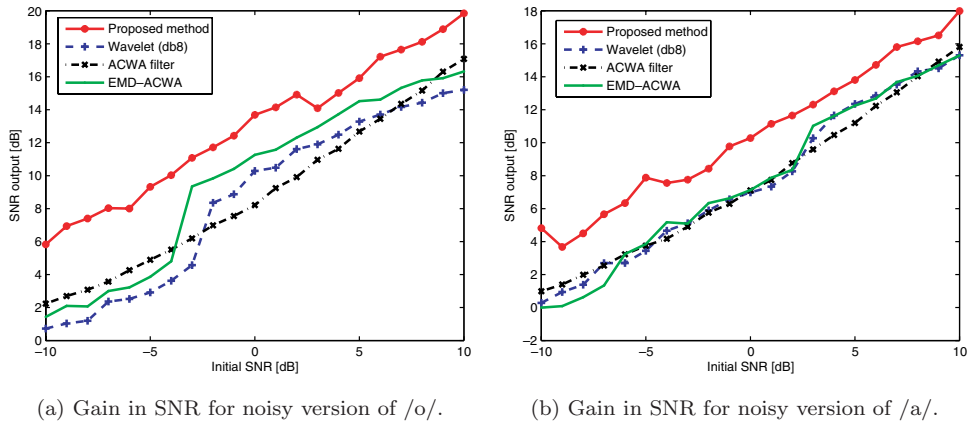 20
18
16
14
12
10
8
6
4
2
0
SNR output [dB]
Proposed method
Wavelet (db8)
ACWA filter
EMD–ACWA
−10
−5
0
5
10
Initial SNR [dB]
(a) Gain in SNR for noisy version of /o/.
18
16
14
12
10
8
6
4
2
0
−2
SNR output [dB]
Proposed method
Wavelet (db8)
ACWA filter
EMD–ACWA
−10
−5
0
5
10
Initial SNR [dB]
(b) Gain in SNR for noisy version of /a/.